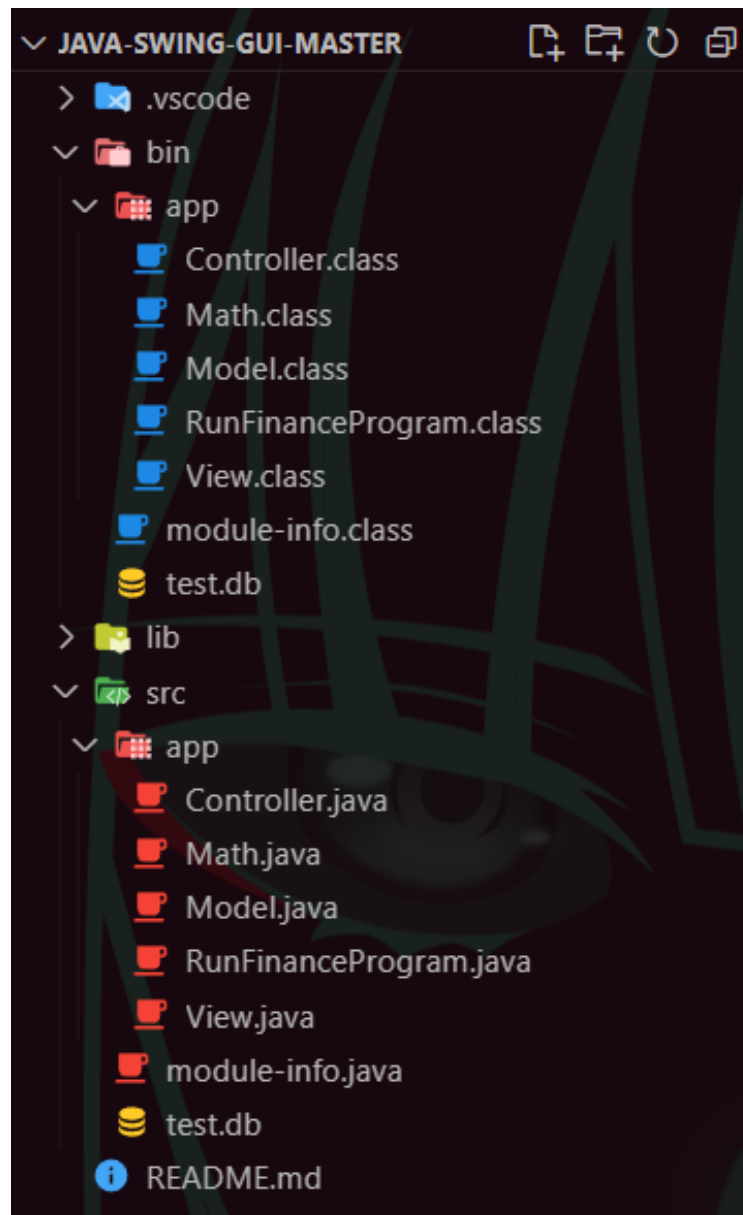 JAVA-SWING-GUI-MASTER
.vscode
bin
app
Controller.class
Math.class
Model.class
RunFinanceProgram.class
View.class
module-info.class
test.db
lib
src
app
Controller.java
Math.java
Model.java
RunFinanceProgram.java
View.java
module-info.java
test.db
README.md